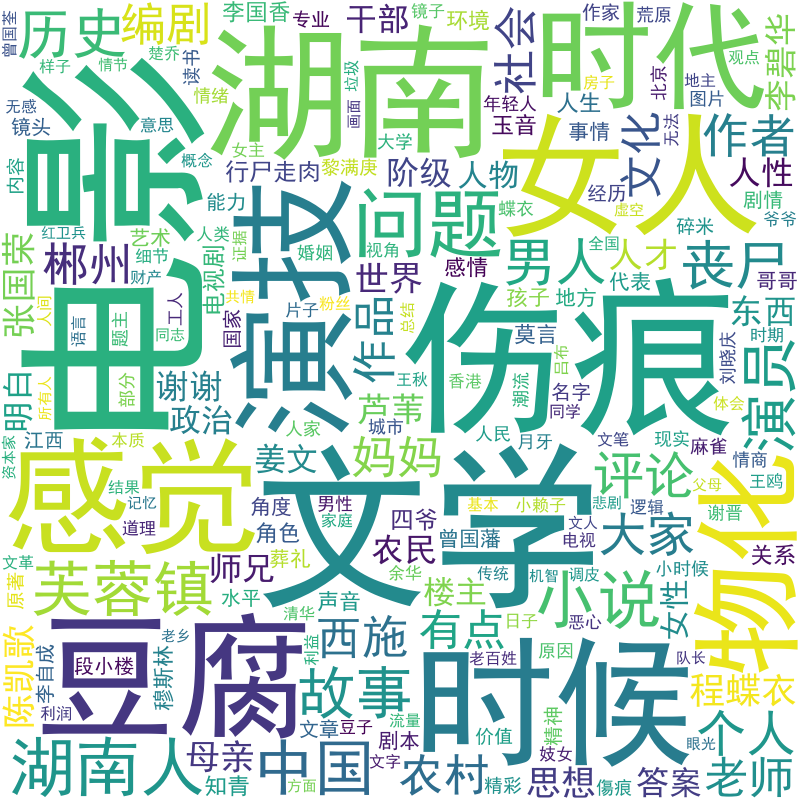 曾国荃
历史
编剧
李国香
专业
干部
镜子
环境
作家
荒原
时代
观点
李碧华
样子
楚乔
情节
读书
情绪
垃圾
湖南
社会
房子
地主
北京
图片
无感
镜头
意思
画面
年轻人
人生
事情
无法
内容
电影
概念
女主
大学
玉音
女人
文化
作者
行尸走肉
黎满庚
阶级
人物
经历
虚空
人性
能力
演技
问题
蝶衣
碎米
剧情
爷爷
红卫兵
艺术
人类
婚姻
视角
男人
人才
全国
丧尸
张国荣
郴州
细节
证据
世界
感情
代表
哥哥
财产
电视剧
孩子
地方
东西
人间
工人
共情
片子
粉丝
作品
伤痕
莫言
时期
语言
题主
国家
总结
吕布
刘晓庆
演员
所有人
同志
部分
谢谢
王秋
香港
潮流
名字
明白
政治
芦苇
同学
体会
资本家
江西
本质
人家
城市
人民
月牙
文笔
现实
麻雀
情商
王鸥
感觉
姜文
妈妈
评论
父母
物化
结果
记忆
角度
男性
文学
基本
小赖子
悲剧
逻辑
谢晋
道理
角色
家庭
四爷
曾国藩
文人
电视
大家
关系
文革
芙蓉镇
师兄
葬礼
农民
余华
传统
机智
调皮
小时候
原著
水平
清华
声音
楼主
日子
小说
恶心
女性
陈凯歌
老乡
豆腐
西施
有点
原因
老百姓
队长
程蝶衣
李自成
段小楼
穆斯林
利益
故事
时候
利润
湖南人
母亲
文章
豆子
流量
剧本
价值
妓女
精神
眼光
个人
知青
中国
方面
文字
农村
精彩
傷痕
思想
答案
老师